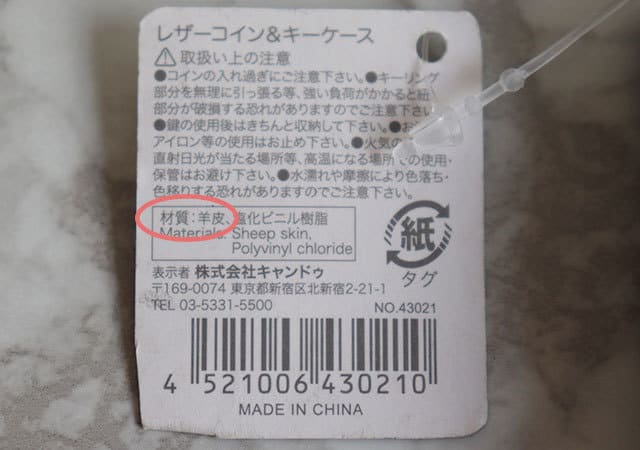 レザーコイン&キーケース
⚠取扱い上の注意
●コインの入れ過ぎにご注意下さい。●キーリング
部分を無理に引っ張る等、強い負荷がかかると紐
部分が破損する恐れがありますのでご注意下さい
●鍵の使用後はきちんと収納して下さい。●お
アイロン等の使用はお止め下さい。●火気の
直射日光が当たる場所等、高温になる場所での使用・
保管はお避け下さい。●水濡れや摩擦により色落ち・
色移りする恐れがありますのでご注意下さい。
材質:羊皮、塩化ビニル樹脂
Materials: Sheep skin,
Polyvinyl chloride
紙
タグ
表示者 株式会社キャンドゥ
〒169-0074 東京都新宿区北新宿2-21-1
TEL 03-5331-5500
NO.43021
4 521006 430210
MADE IN CHINA